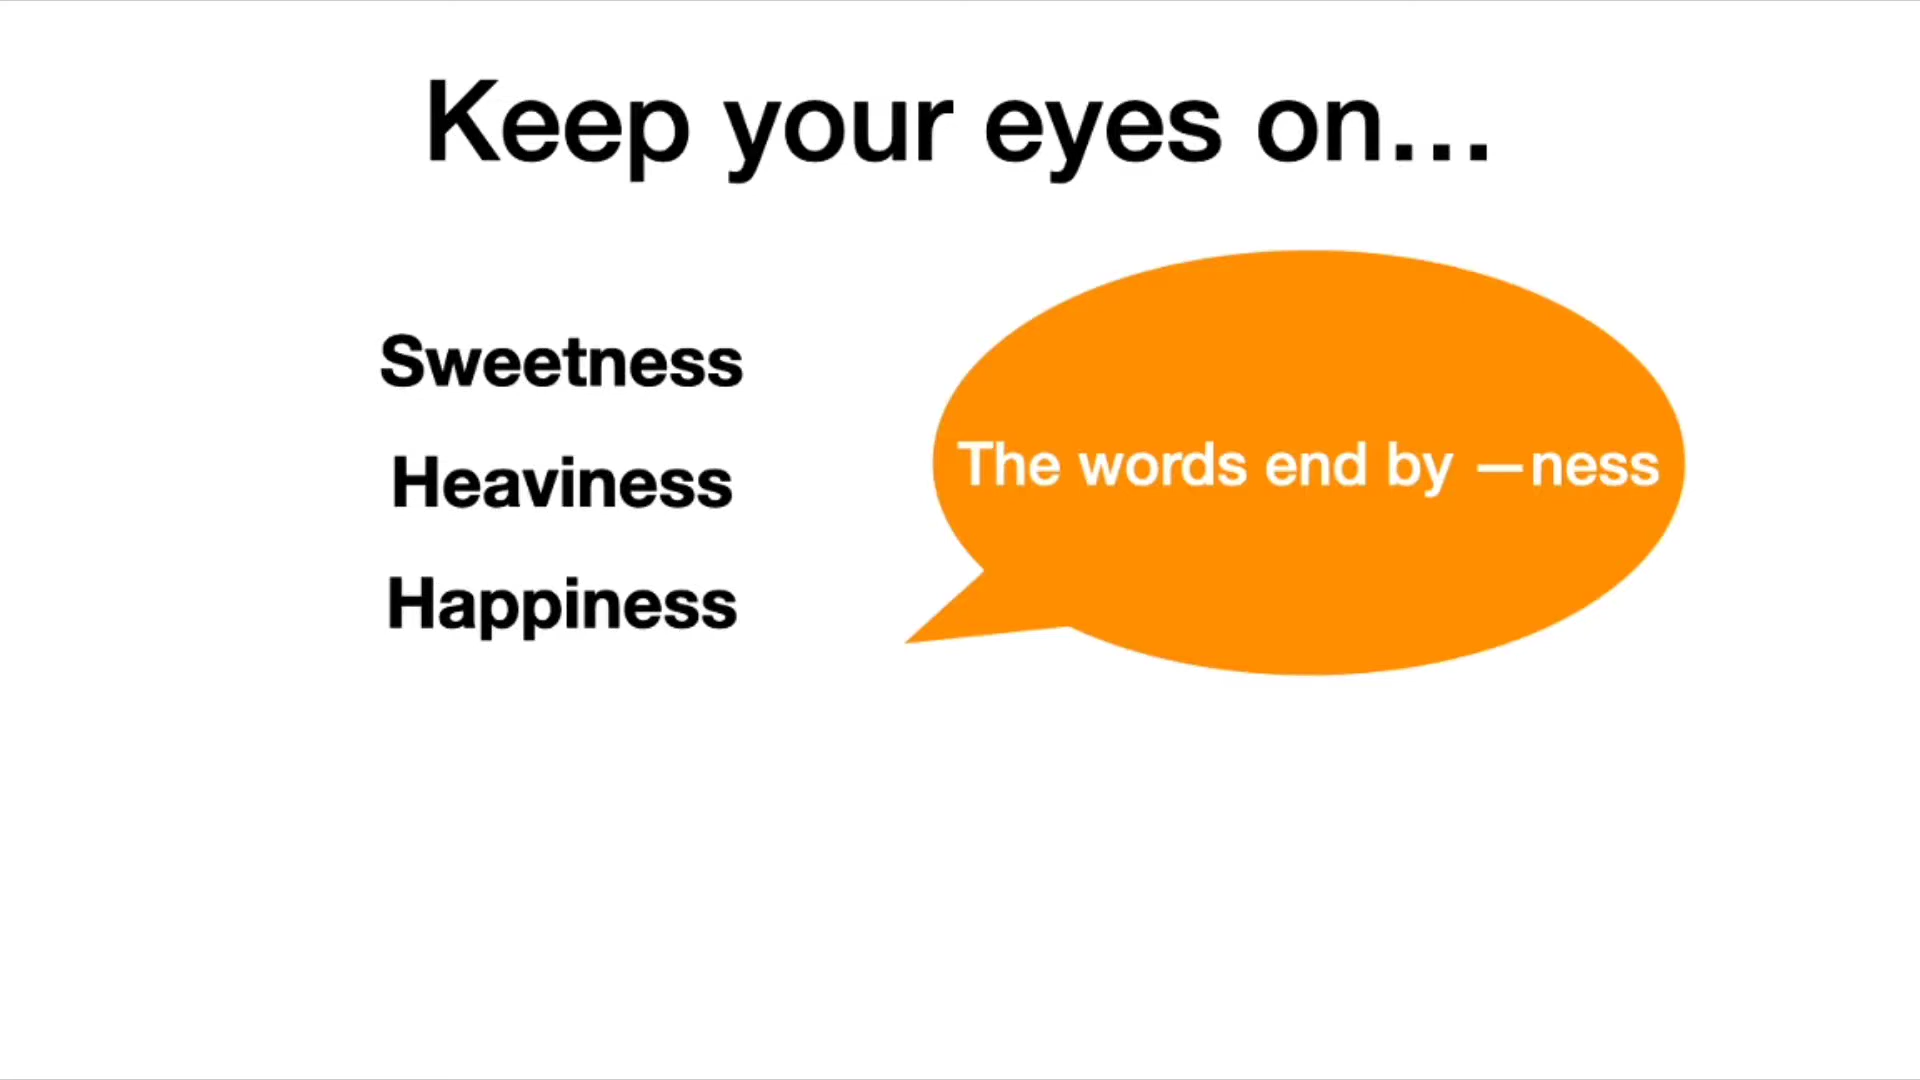 Keep your eyes on...
Sweetness
Heaviness
Happiness
The words end by —ness